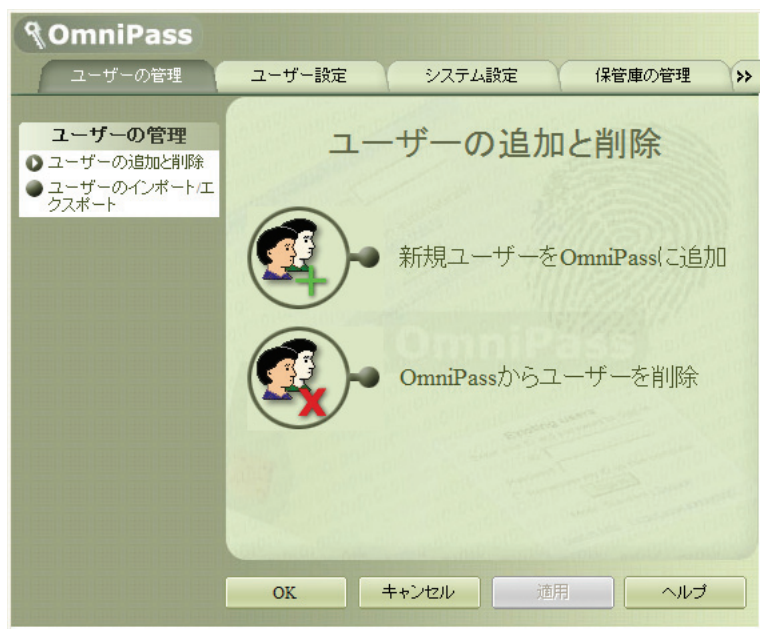 OmniPass
ユーザーの管理
ユーザー設定
システム設定
保管庫の管理
>>
ユーザーの管理
ユーザーの追加と削除
ユーザーのインポート/エ
クスポート
ユーザーの追加と削除
新規ユーザーをOmniPassに追加
OmniPass
OmniPassからユーザーを削除
Existing Users
OK
キャンセル
適用
ヘルプ